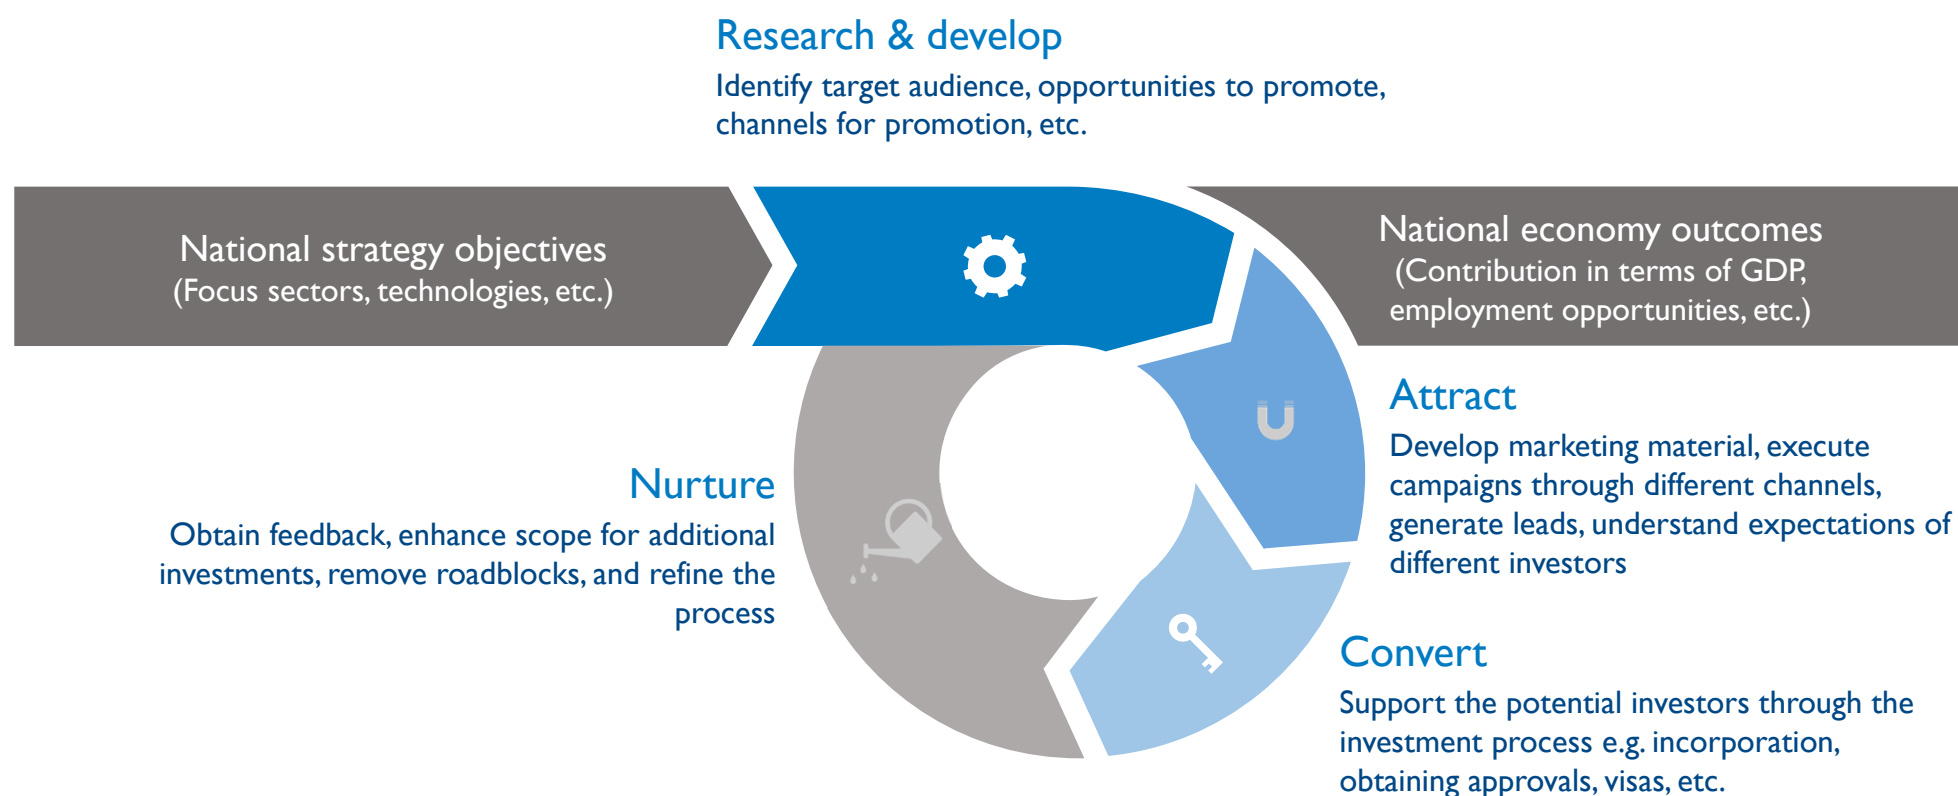 Research & develop
Identify target audience, opportunities to promote,
channels for promotion, etc.
National strategy objectives
(Focus sectors, technologies, etc.)
National economy outcomes
(Contribution in terms of GDP,
employment opportunities, etc.)
Attract
Develop marketing material, execute
campaigns through different channels,
generate leads, understand expectations of
different investors
Nurture
Obtain feedback, enhance scope for additional
investments, remove roadblocks, and refine the
process
Convert
Support the potential investors through the
investment process e.g. incorporation,
obtaining approvals, visas, etc.